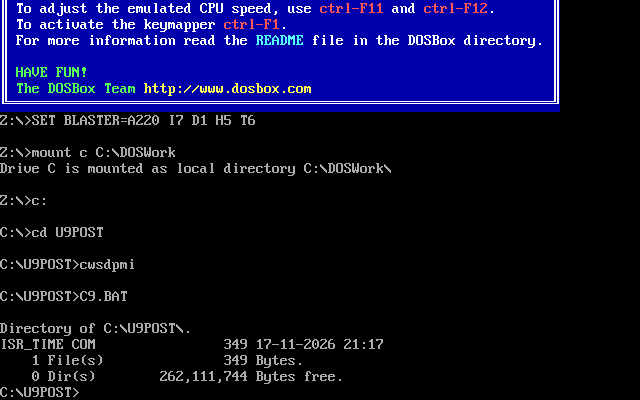 To adjust the emulated CPU speed, use ctrl-F11 and ctrl-F12.
To activate the keymapper ctrl-F1.
For more information read the README file in the DOSBox directory.
HAVE FUN!
The DOSBox Team http://www.dosbox.com
Z:\>SET BLASTER=A220 I7 D1 H5 T6
Z:\>mount c C:\DOSWork
Drive C is mounted as local directory C:\DOSWork\
Z:\>c:
C:\>cd U9POST
C:\U9POST>cwsdpmi
C:\U9POST>C9.BAT
Directory of C:\U9POST\.
ISR_TIME COM                349 17-11-2026 21:17
    1 File(s)                349 Bytes.
    0 Dir(s)        262,111,744 Bytes free.
C:\U9POST>